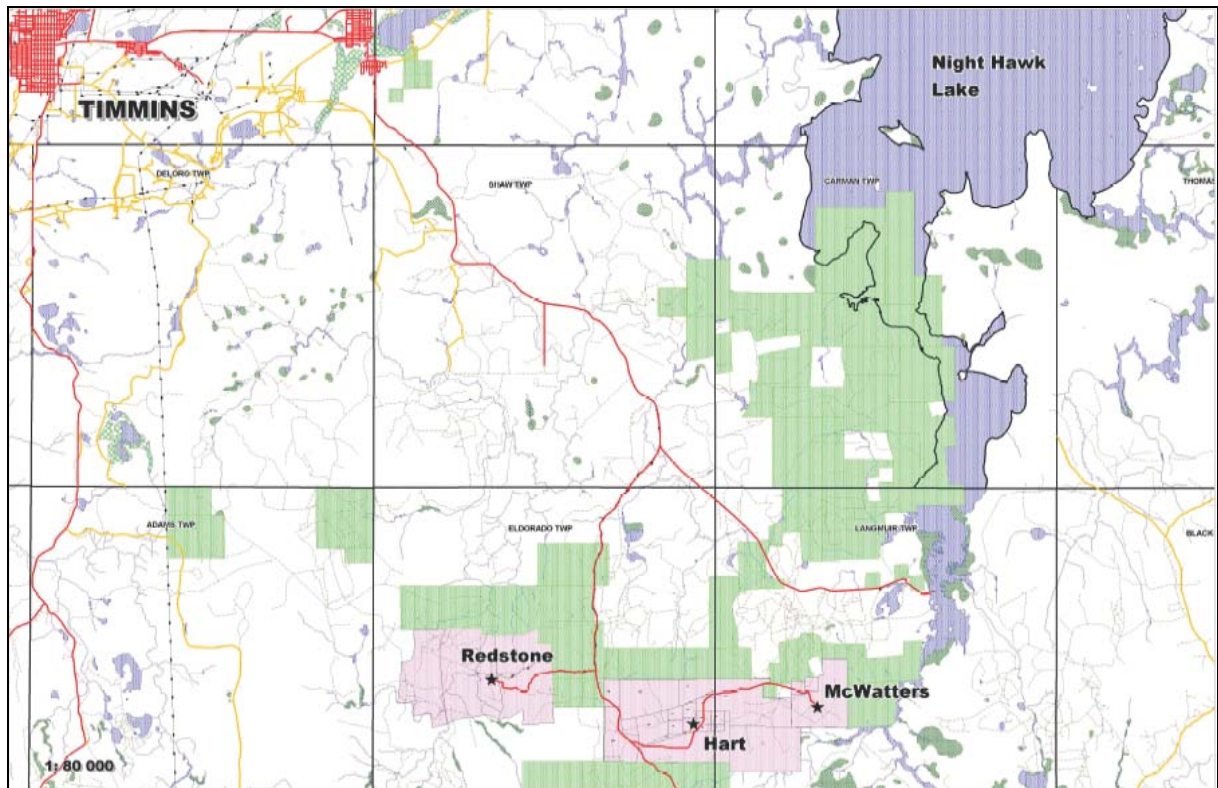 Night Hawk
Lake
TIMMINS
DELORO TWP
SHAW TWP
CARMAN TWP
THOMAS
ADAMS TWP
ELDORADO TWP
LANGMUIR TWP
BLACK
Redstone
McWatters
Hart
1: 80 000